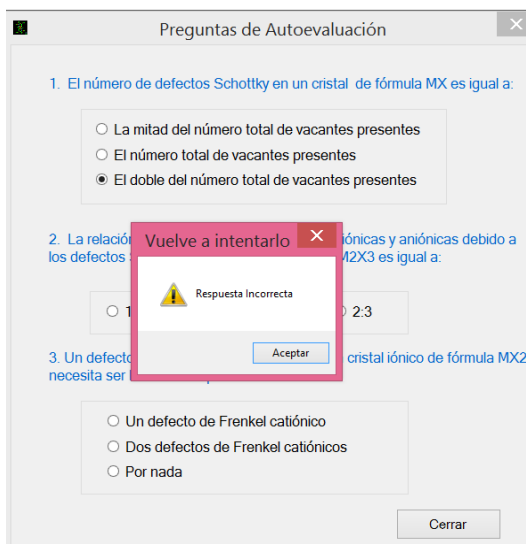 Preguntas de Autoevaluación
1. El número de defectos Schottky en un cristal de fórmula MX es igual a:
La mitad del número total de vacantes presentes
El número total de vacantes presentes
El doble del número total de vacantes presentes
2. La relación iónicas y aniónicas debido a
los defectos M2X3 es igual a:
1
2:3
Vuelve a intentarlo
Respuesta Incorrecta
Aceptar
3. Un defecto cristal iónico de fórmula MX2
necesita ser
Un defecto de Frenkel catiónico
Dos defectos de Frenkel catiónicos
Por nada
Cerrar